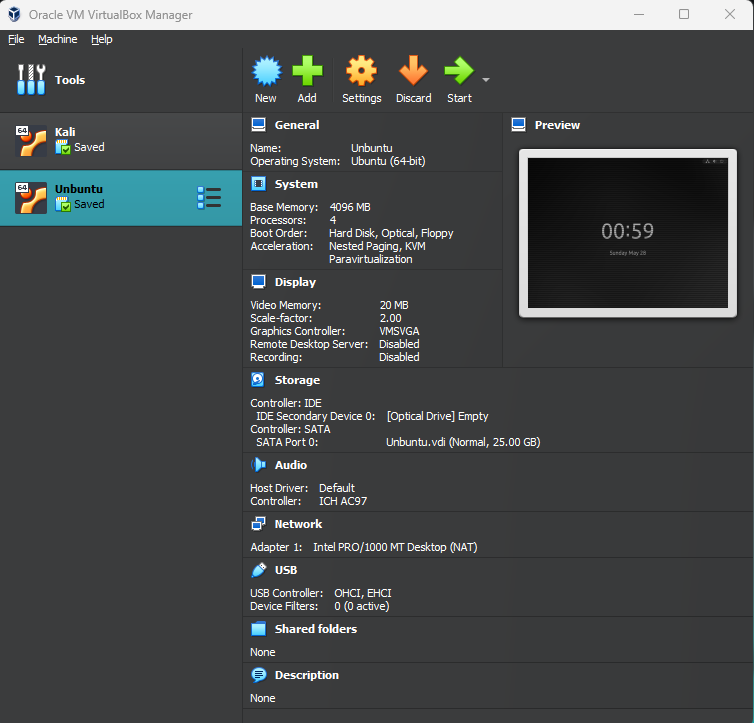 Oracle VM VirtualBox Manager
File Machine Help
Tools
New Add Settings Discard Start
64 Kali
Saved
64 Unbuntu
Saved
General
Name: Unbuntu
Operating System: Ubuntu (64-bit)
System
Base Memory: 4096 MB
Processors: 4
Boot Order: Hard Disk, Optical, Floppy
Acceleration: Nested Paging, KVM
Paravirtualization
Display
Video Memory: 20 MB
Scale-factor: 2.00
Graphics Controller: VMSVGA
Remote Desktop Server: Disabled
Recording: Disabled
Preview
00:59
Sunday May 28
Storage
Controller: IDE
IDE Secondary Device 0: [Optical Drive] Empty
Controller: SATA
SATA Port 0: Unbuntu.vdi (Normal, 25.00 GB)
Audio
Host Driver: Default
Controller: ICH AC97
Network
Adapter 1: Intel PRO/1000 MT Desktop (NAT)
USB
USB Controller: OHCI, EHCI
Device Filters: 0 (0 active)
Shared folders
None
Description
None